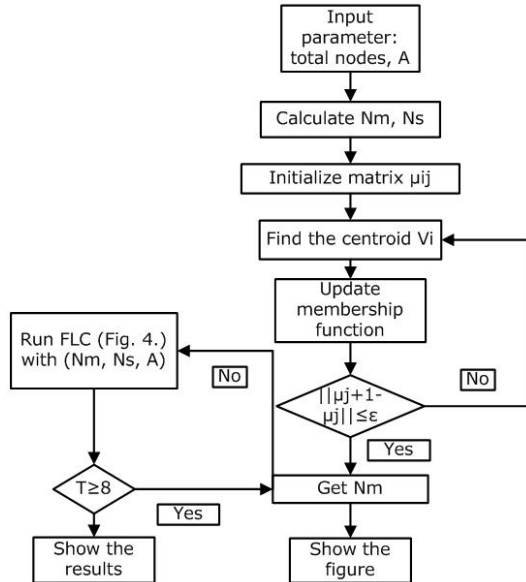 Input
parameter:
total nodes, A
Calculate Nm, Ns
Initialize matrix μij
Find the centroid Vi
Update
membership
function
Run FLC (Fig. 4.)
with (Nm, Ns, A)
No
||μj+1-
μj||≤ε
No
Yes
T≥8
Yes
Get Nm
Show the
results
Show the
figure